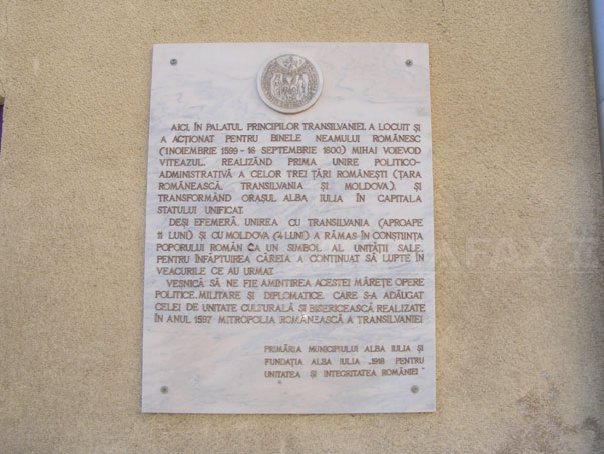 AICI, ÎN PALATUL PRINCIPILOR TRANSILVANIEI, A LOCUIT ȘI
A ACȚIONAT PENTRU BINELE NEAMULUI ROMÂNESC
(1 NOIEMBRIE 1599 - 16 SEPTEMBRIE 1600) MIHAI VOIEVOD
VITEAZUL, REALIZÂND PRIMA UNIRE POLITICO-
ADMINISTRATIVĂ A CELOR TREI ȚĂRI ROMÂNEȘTI (ȚARA
ROMÂNEASCĂ, TRANSILVANIA ȘI MOLDOVA), ȘI
TRANSFORMÂND ORAȘUL ALBA IULIA ÎN CAPITALA
STATULUI UNIFICAT.
DEȘI EFEMERĂ, UNIREA CU TRANSILVANIA (APROAPE
11 LUNI) ȘI CU MOLDOVA (4 LUNI) A RĂMAS ÎN CONȘTIINȚA
POPORULUI ROMÂN CA UN SIMBOL AL UNITĂȚII SALE,
PENTRU ÎNFĂPTUIREA CĂREIA A CONTINUAT SĂ LUPTE ÎN
VEACURILE CE AU URMAT.
VEȘNICĂ SĂ NE FIE AMINTIREA ACESTEI MĂREȚE OPERE
POLITICE, MILITARE ȘI DIPLOMATICE, CARE S-A ADĂUGAT
CELEI DE UNITATE CULTURALĂ ȘI BISERICEASCĂ REALIZATE
ÎN ANUL 1597 MITROPOLIA ROMÂNEASCĂ A TRANSILVANIEI
PRIMĂRIA MUNICIPIULUI ALBA IULIA ȘI
FUNDAȚIA ALBA IULIA „1918 PENTRU
UNITATEA ȘI INTEGRITATEA ROMÂNIEI"